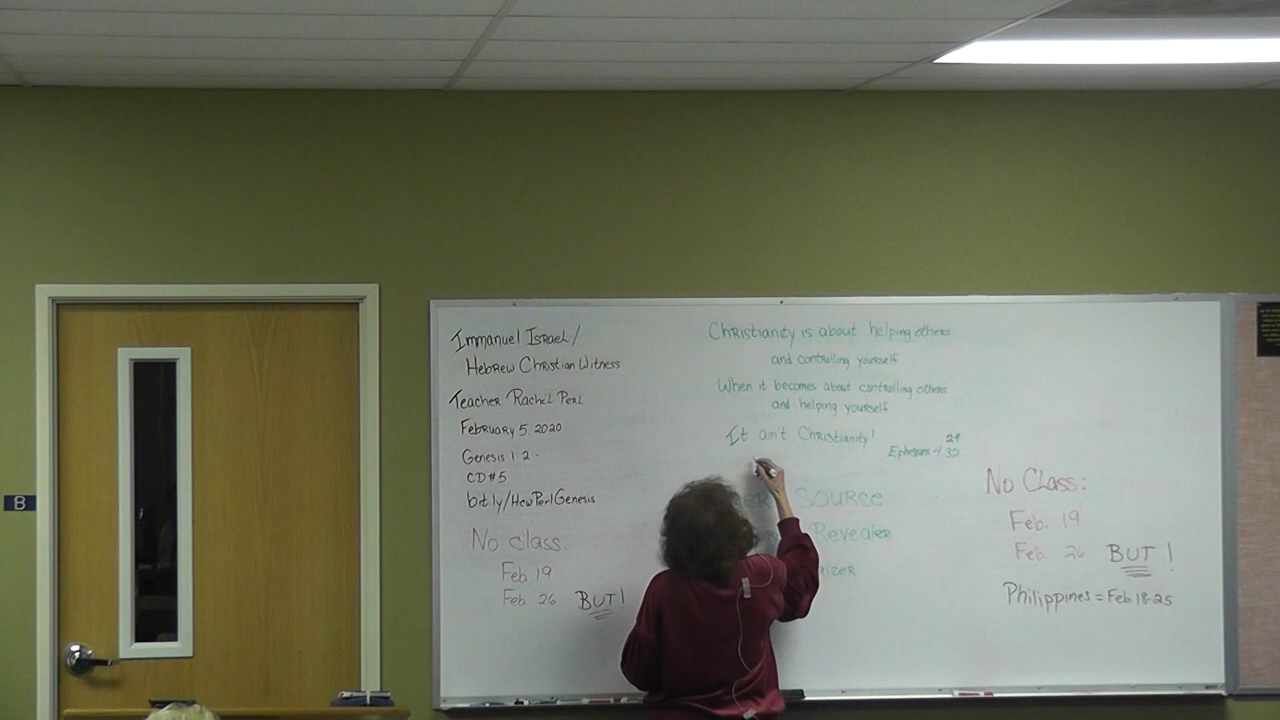 Immanuel Israel/
Hebrew Christian Witness
Teacher Rachel Perl
February 5, 2020
Genesis 1:2
CD#5
bit.ly/HcwPerlGenesis
No class
Feb 19
Feb 26 BUT!
Christianity is about helping others
and controlling yourself
When it becomes about controlling others
and helping yourself
It ain't Christianity!
29
Ephesians 4 32
Source
Revealer
No Class:
Feb. 19
Feb 26 BUT!
Philippines = Feb 18-25
B